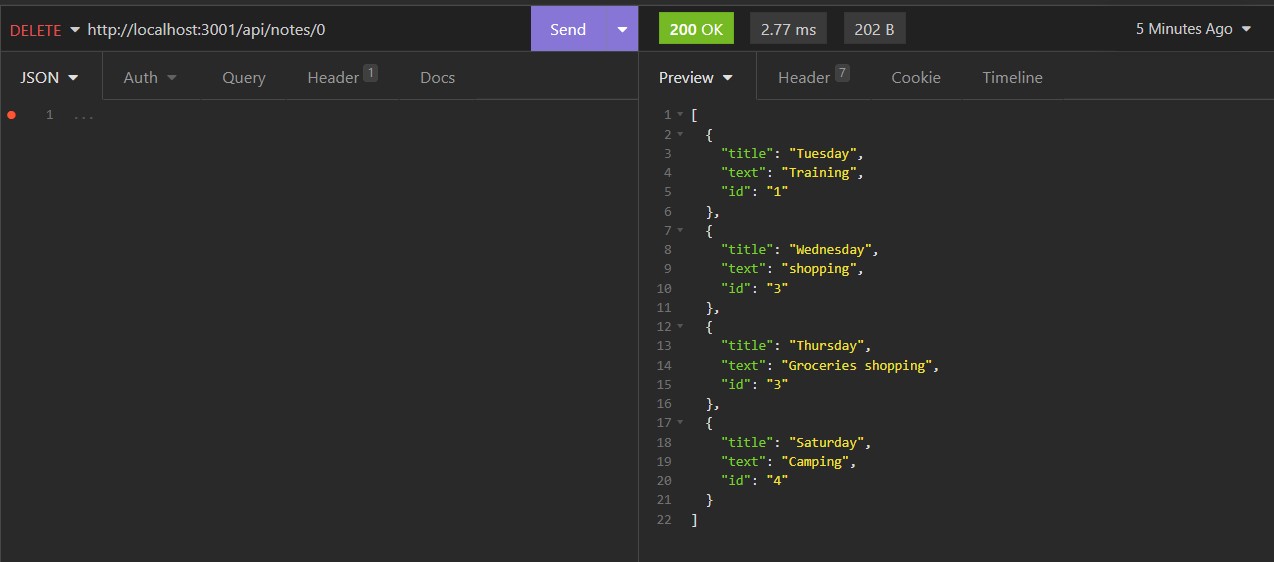 DELETE http://localhost:3001/api/notes/0 Send 200 OK 2.77 ms 202 B 5 Minutes Ago
JSON Auth Query Header 1 Docs Preview Header 7 Cookie Timeline
1 ...
1 [
2 {
3 "title": "Tuesday",
4 "text": "Training",
5 "id": "1"
6 },
7 {
8 "title": "Wednesday",
9 "text": "shopping",
10 "id": "3"
11 },
12 {
13 "title": "Thursday",
14 "text": "Groceries shopping",
15 "id": "3"
16 },
17 {
18 "title": "Saturday",
19 "text": "Camping",
20 "id": "4"
21 }
22 ]